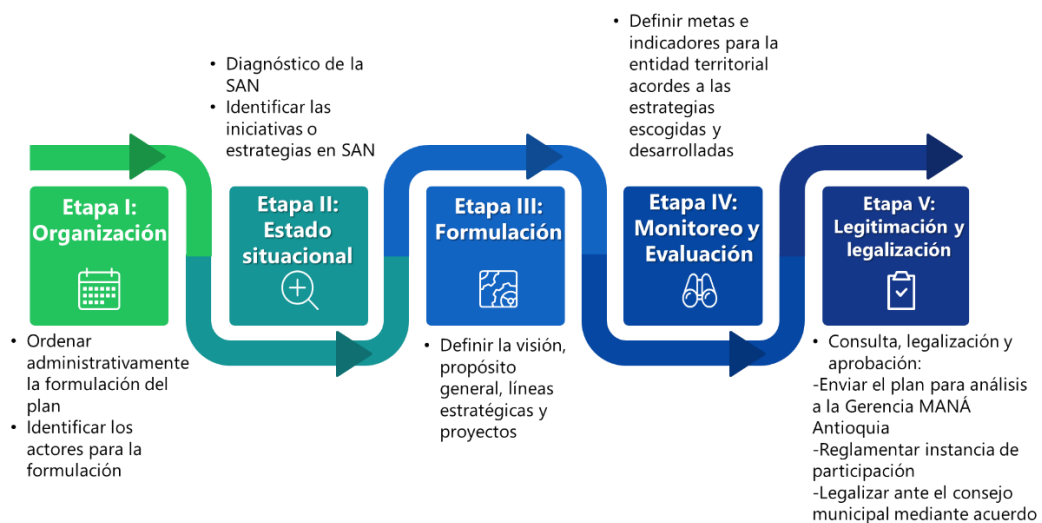 Etapa I:
Organización
• Ordenar
administrativamente
la formulación del
plan
• Identificar los
actores para la
formulación
• Diagnóstico de la
SAN
• Identificar las
iniciativas o
estrategias en SAN
Etapa II:
Estado
situacional
Etapa III:
Formulación
• Definir la visión,
propósito
general, líneas
estratégicas y
proyectos
• Definir metas e
indicadores para la
entidad territorial
acordes a las
estrategias
escogidas y
desarrolladas
Etapa IV:
Monitoreo y
Evaluación
Etapa V:
Legitimación y
legalización
• Consulta, legalización y
aprobación:
-Enviar el plan para análisis
a la Gerencia MANÁ
Antioquia
-Reglamentar instancia de
participación
-Legalizar ante el consejo
municipal mediante acuerdo